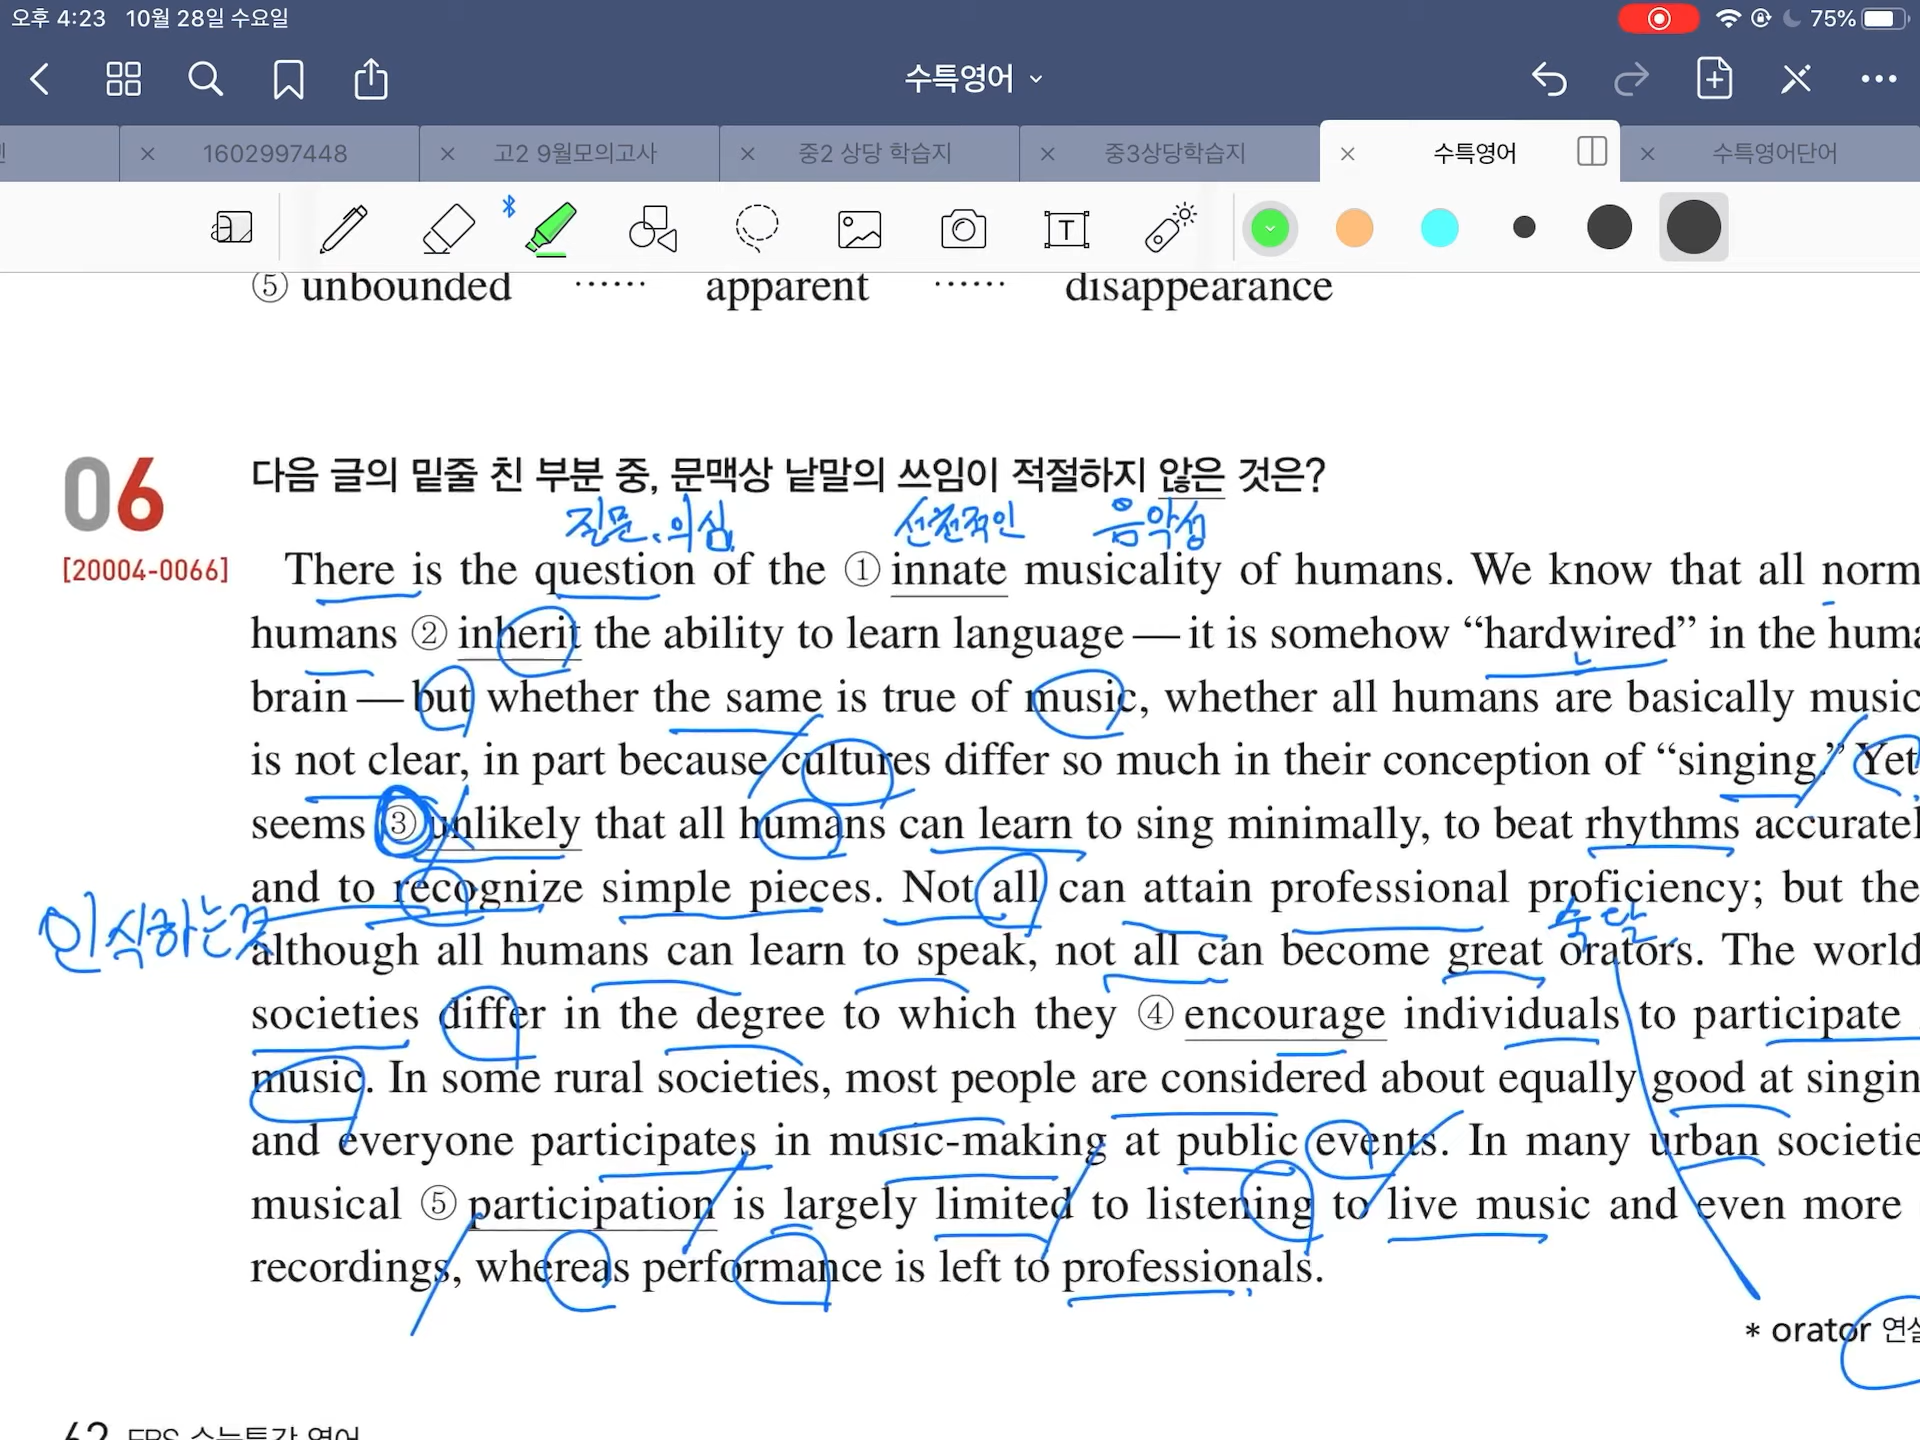 오후 4:23 10월 28일 수요일 75%
수특영어
1602997448 고2 9월모의고사 중2 상당 학습지 중3상당학습지 수특영어 수특영어단어
⑤ unbounded ······ apparent ······ disappearance
06 다음 글의 밑줄 친 부분 중, 문맥상 낱말의 쓰임이 적절하지 않은 것은?
질문、의심 선천적인 음악성
[20004-0066]
There is the question of the ① innate musicality of humans. We know that all norm
humans ② inherit the ability to learn language — it is somehow “hardwired” in the huma
brain — but whether the same is true of music, whether all humans are basically music
is not clear, in part because cultures differ so much in their conception of “singing.” Yet
seems ③ unlikely that all humans can learn to sing minimally, to beat rhythms accuratel
and to recognize simple pieces. Not all can attain professional proficiency; but the
인식하는것 숙달
although all humans can learn to speak, not all can become great orators. The world
societies differ in the degree to which they ④ encourage individuals to participate
music. In some rural societies, most people are considered about equally good at singin
and everyone participates in music-making at public events. In many urban societie
musical ⑤ participation is largely limited to listening to live music and even more
recordings, whereas performance is left to professionals.
* orator 연설
62 EBS 수능특강 영어